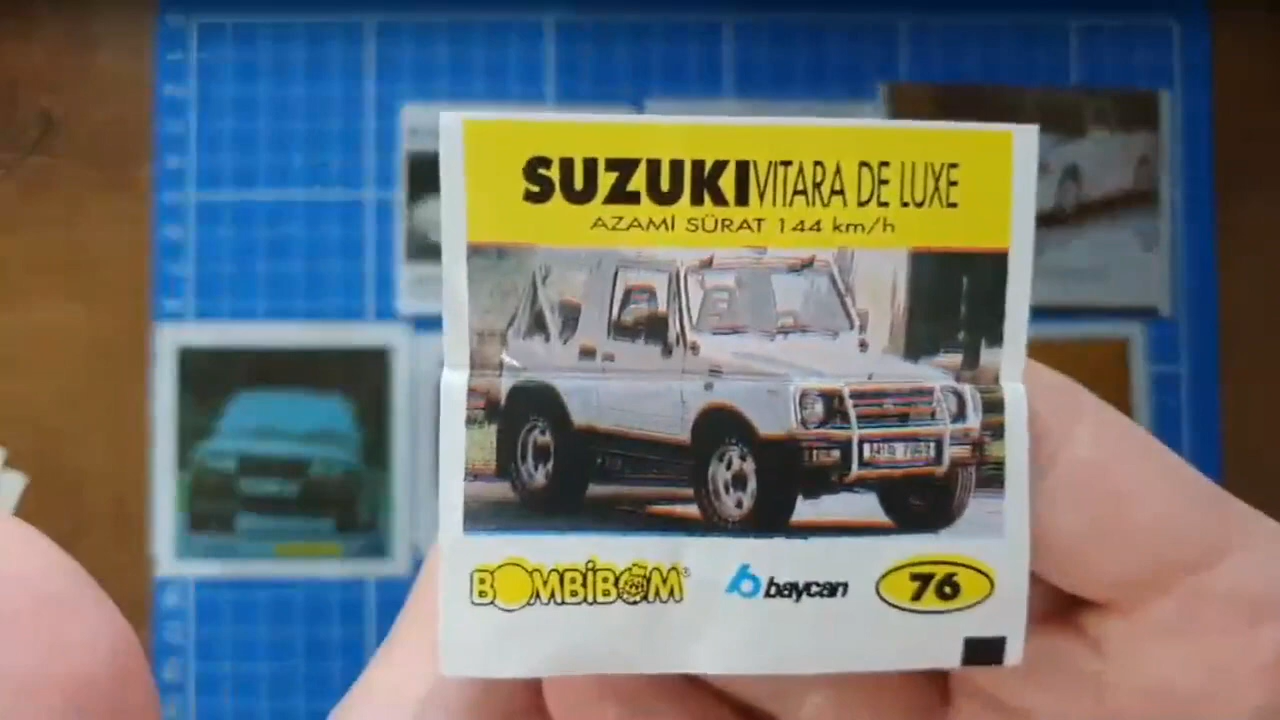 SUZUKI VITARA DE LUXE
AZAMİ SÜRAT 144 km/h
BOMBİBOM®
baycan
76